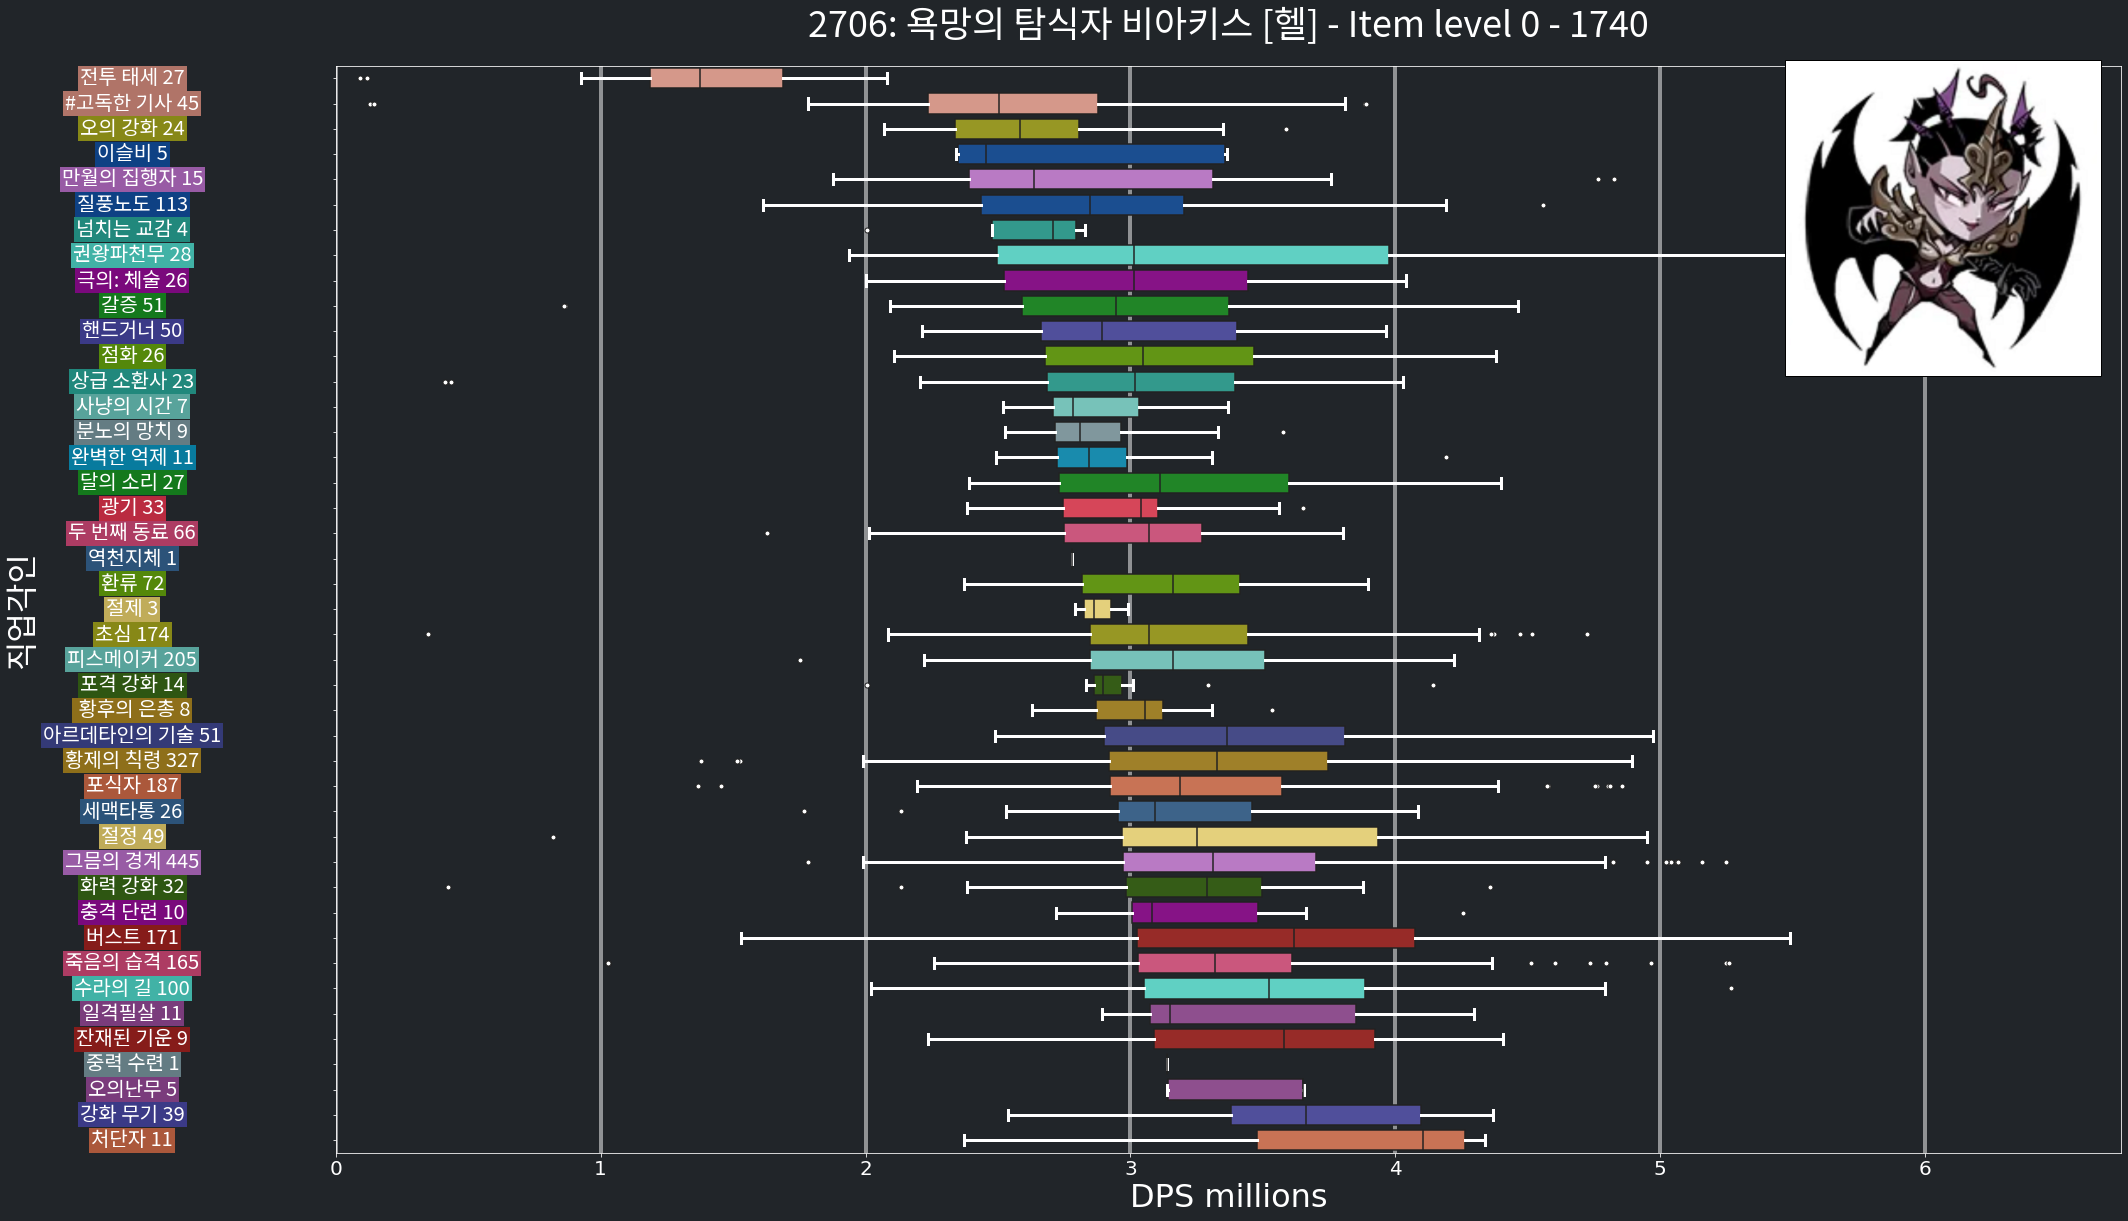 2706: 욕망의 탐식자 비아키스 [헬] - Item level 0 - 1740
직업각인
전투 태세 27
#고독한 기사 45
오의 강화 24
이슬비 5
만월의 집행자 15
질풍노도 113
넘치는 교감 4
권왕파천무 28
극의: 체술 26
갈증 51
핸드거너 50
점화 26
상급 소환사 23
사냥의 시간 7
분노의 망치 9
완벽한 억제 11
달의 소리 27
광기 33
두 번째 동료 66
역천지체 1
환류 72
절제 3
초심 174
피스메이커 205
포격 강화 14
황후의 은총 8
아르데타인의 기술 51
황제의 칙령 327
포식자 187
세맥타통 26
절정 49
그믐의 경계 445
화력 강화 32
충격 단련 10
버스트 171
죽음의 습격 165
수라의 길 100
일격필살 11
잔재된 기운 9
중력 수련 1
오의난무 5
강화 무기 39
처단자 11
0 1 2 3 4 5 6
DPS millions